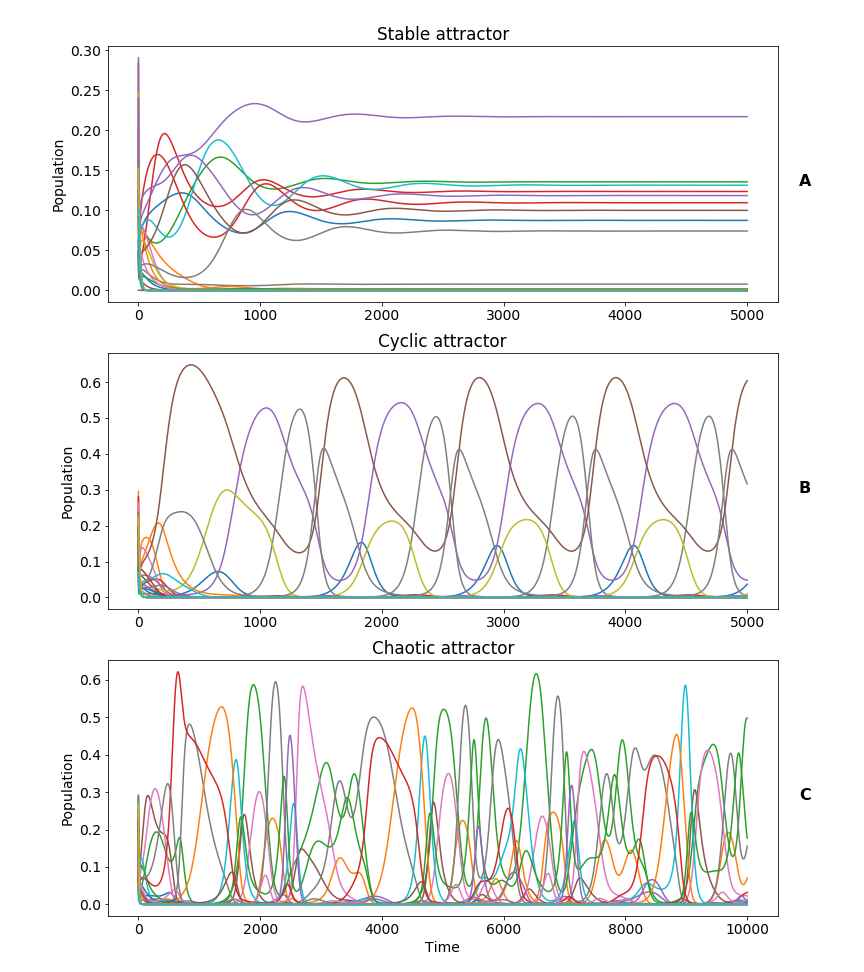 Stable attractor
0.30
0.25
0.20
0.15
0.10
0.05
0.00
Population
A
0 1000 2000 3000 4000 5000
Cyclic attractor
0.6
0.5
0.4
0.3
0.2
0.1
0.0
Population
B
0 1000 2000 3000 4000 5000
Chaotic attractor
0.6
0.5
0.4
0.3
0.2
0.1
0.0
Population
C
0 2000 4000 6000 8000 10000
Time